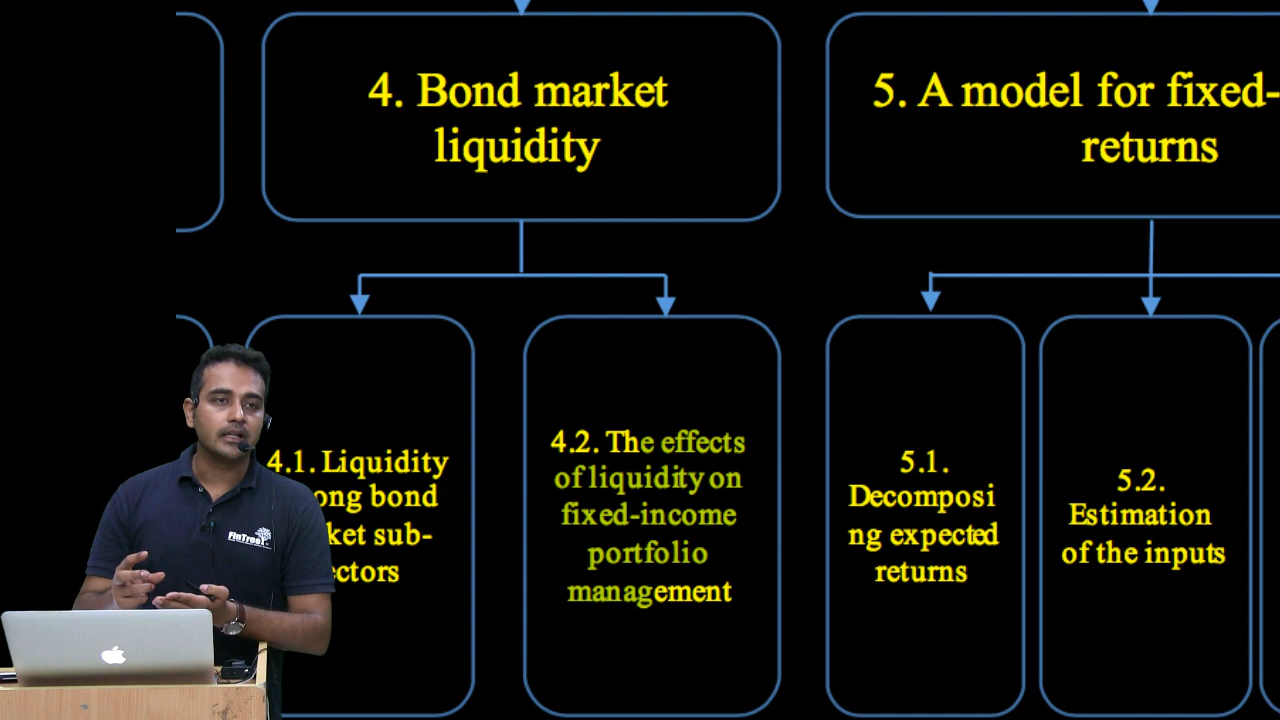 4. Bond market
liquidity
5. A model for fixed-
returns
4.1. Liquidity
ong bond
ket sub-
ectors
4.2. The effects
of liquidity on
fixed-income
portfolio
management
5.1.
Decomposi
ng expected
returns
5.2.
Estimation
of the inputs
FinTree